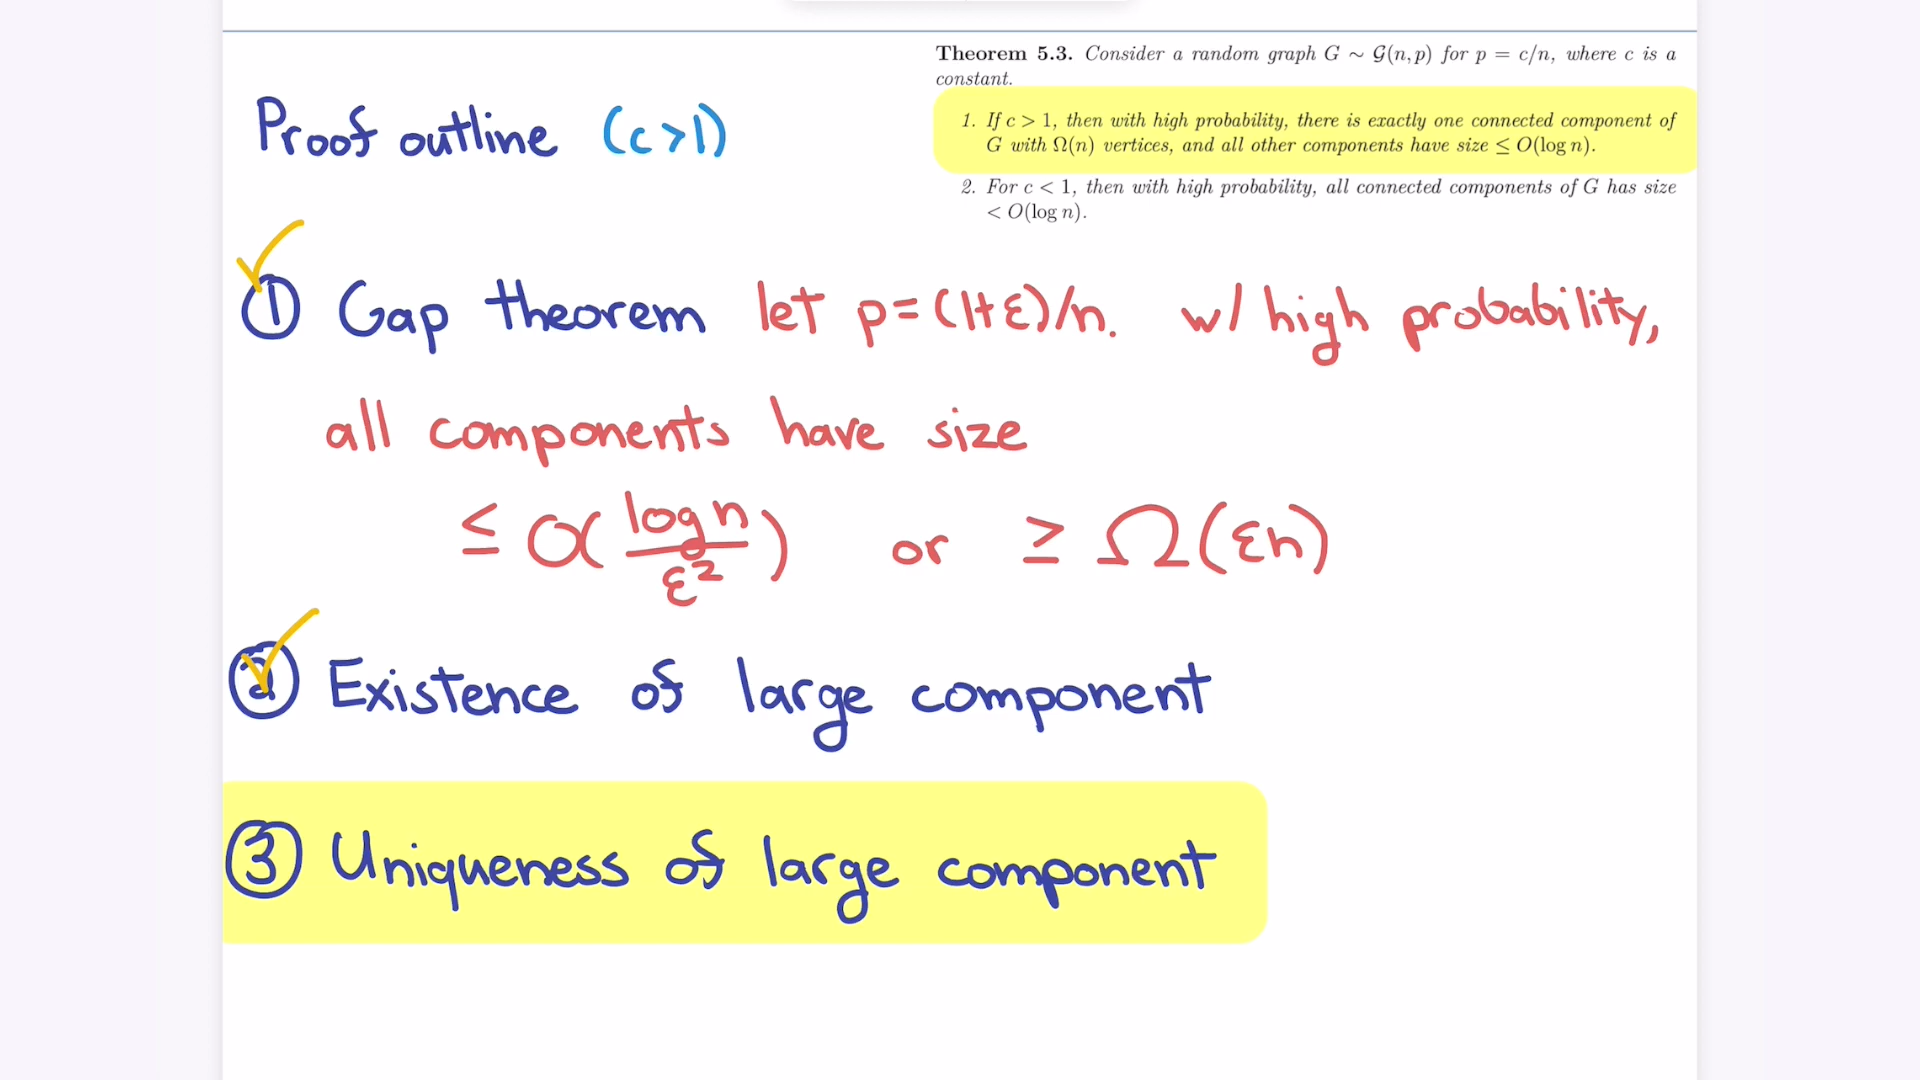 Theorem 5.3. Consider a random graph G ∼ 𝒢(n, p) for p = c/n, where c is a
constant.
1. If c > 1, then with high probability, there is exactly one connected component of
G with Ω(n) vertices, and all other components have size ≤ O(log n).
2. For c < 1, then with high probability, all connected components of G has size
< O(log n).
Proof outline (c>1)
① Gap theorem let p=(1+ε)/n. w/ high probability,
all components have size
≤ O(log n / ε²) or ≥ Ω(εn)
② Existence of large component
③ Uniqueness of large component